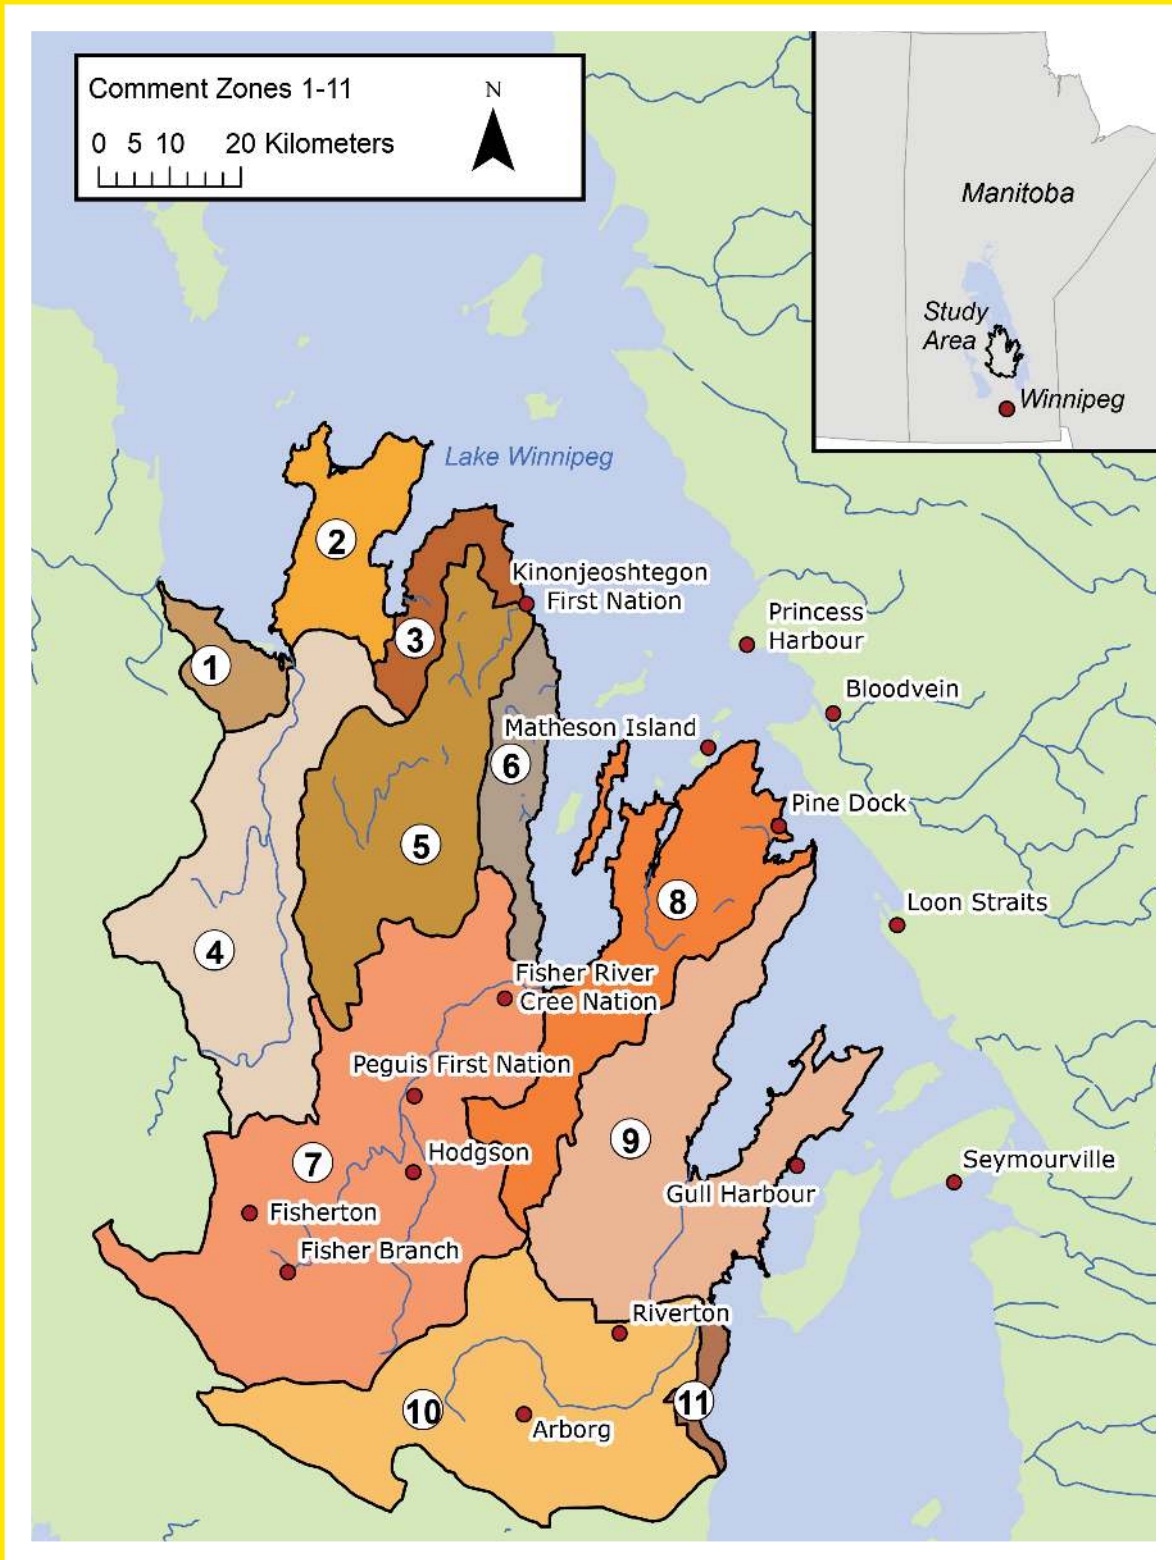 Comment Zones 1-11
N
0 5 10 20 Kilometers
Manitoba
Study
Area
Winnipeg
Lake Winnipeg
2
Kinonjeoshtegon
First Nation
3
Princess
Harbour
1
Bloodvein
Matheson Island
6
Pine Dock
5
8
Loon Straits
4
Fisher River
Cree Nation
Peguis First Nation
9
Hodgson
7
Seymourville
Gull Harbour
Fisherton
Fisher Branch
Riverton
11
10
Arborg